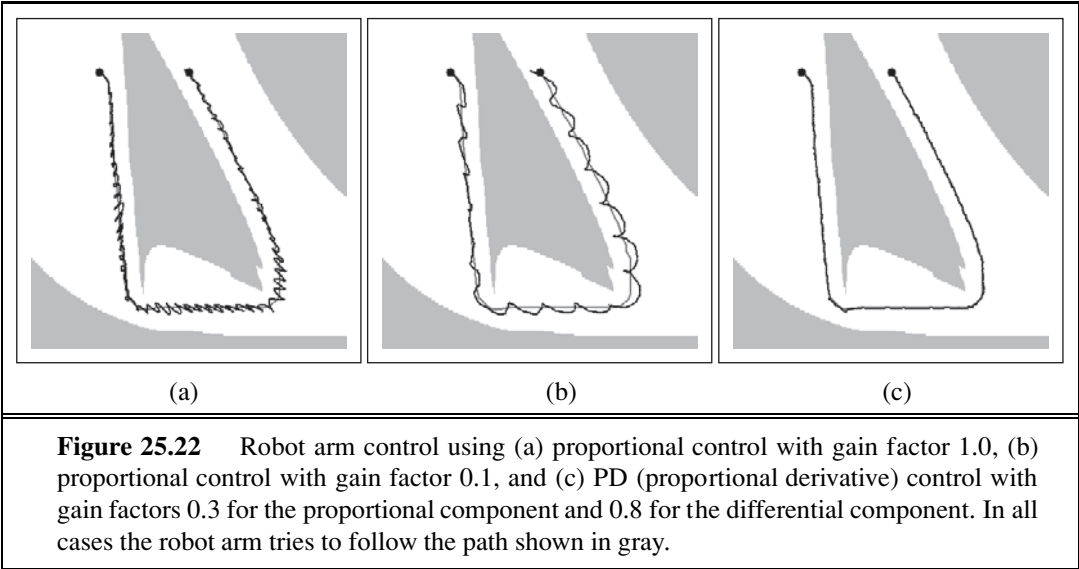 (a)
(b)
(c)
Figure 25.22 Robot arm control using (a) proportional control with gain factor 1.0, (b)
proportional control with gain factor 0.1, and (c) PD (proportional derivative) control with
gain factors 0.3 for the proportional component and 0.8 for the differential component. In all
cases the robot arm tries to follow the path shown in gray.